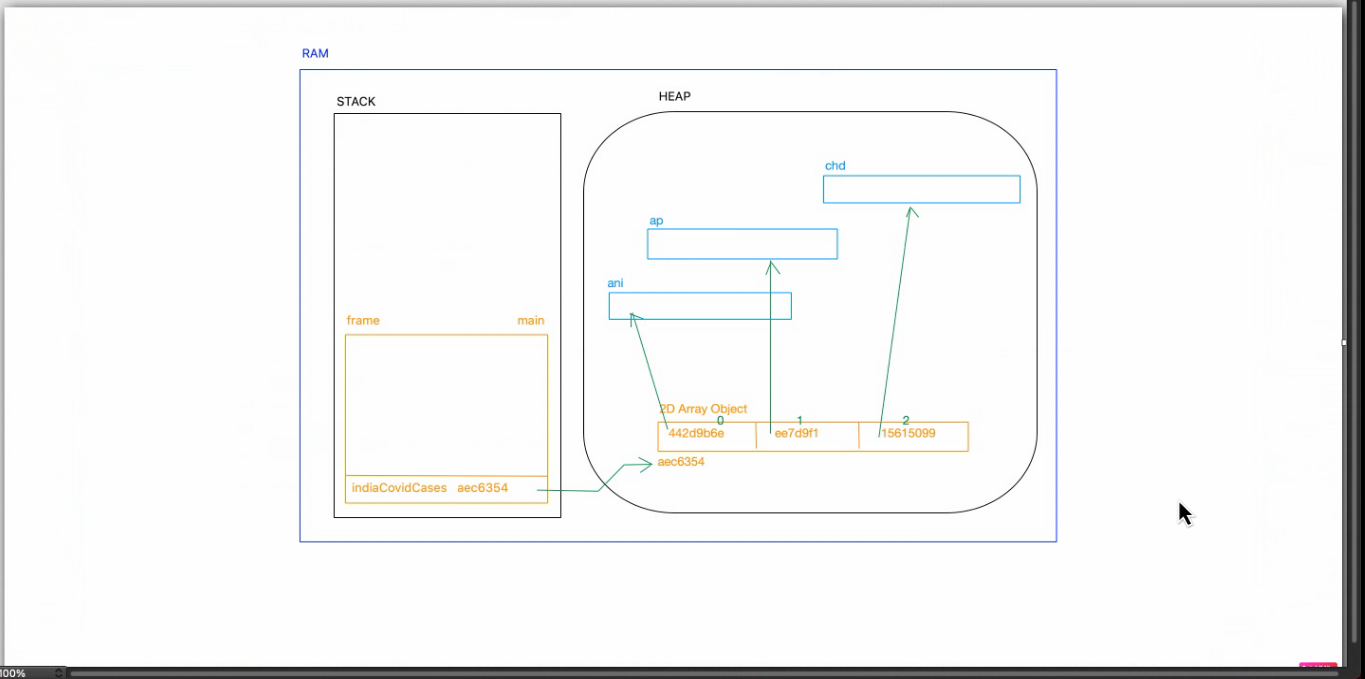 RAM
STACK
HEAP
chd
ap
ani
frame main
2D Array Object
0 1 2
442d9b6e ee7d9f1 15615099
aec6354
indiaCovidCases aec6354
100%